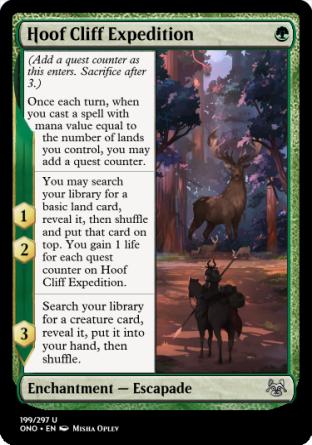 Hoof Cliff Expedition
(Add a quest counter as
this enters. Sacrifice after
3.)
Once each turn, when
you cast a spell with
mana value equal to
the number of lands
you control, you may
add a quest counter.
1
2
You may search
your library for a
basic land card,
reveal it, then shuffle
and put that card on
top. You gain 1 life
for each quest
counter on Hoof
Cliff Expedition.
3
Search your library
for a creature card,
reveal it, put it into
your hand, then
shuffle.
Enchantment — Escapade
199/297 U
ONO • EN Misha Opley